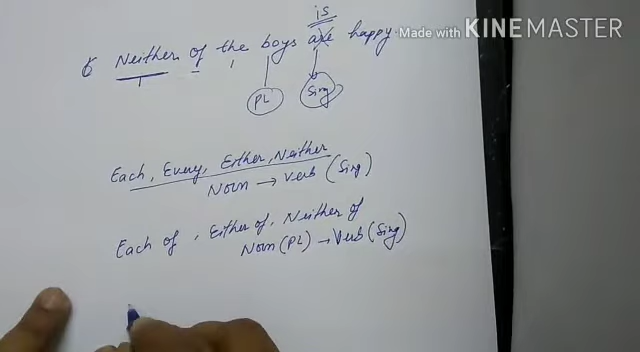 is
Neither of the boys are happy
PL Sing
Each, Every, Either, Neither
Noun → Verb (Sing)
Each of, Either of, Neither of
Noun (PL) → Verb (Sing)
Made with KINEMASTER